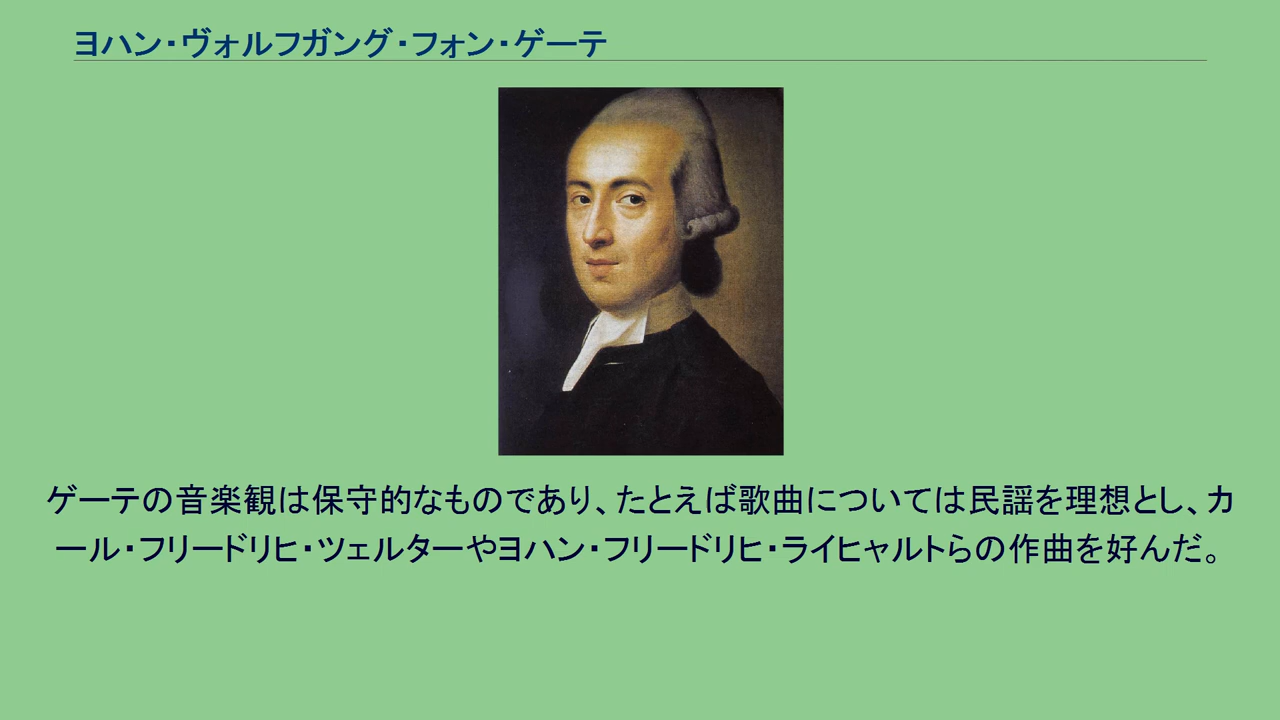 ヨハン・ヴォルフガング・フォン・ゲーテ
ゲーテの音楽観は保守的なものであり、たとえば歌曲については民謡を理想とし、カ
ール・フリードリヒ・ツェルターやヨハン・フリードリヒ・ライヒャルトらの作曲を好んだ。